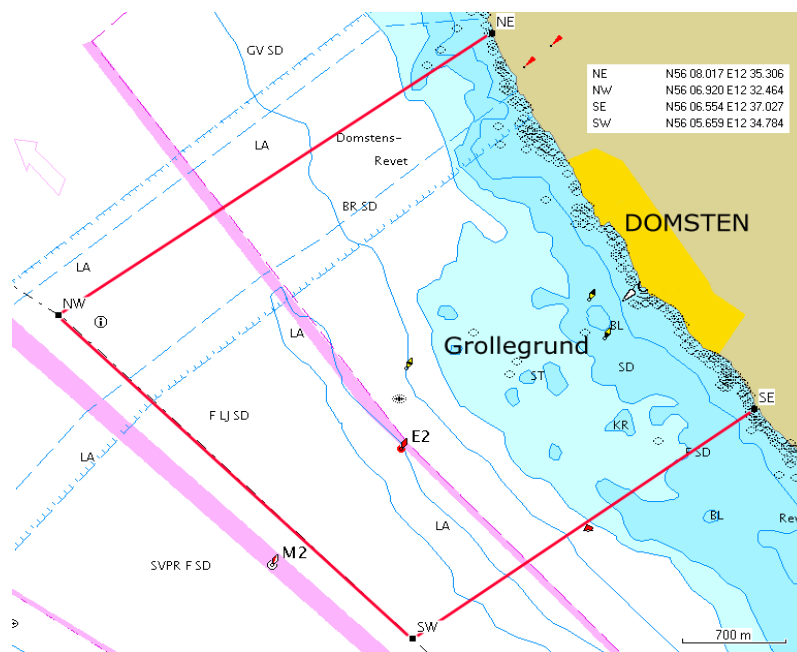 NE
GV SD
NE N56 08.017 E12 35.306
NW N56 06.920 E12 32.464
SE N56 06.554 E12 37.027
SW N56 05.659 E12 34.784
LA
Domstens-
Revet
BR SD
DOMSTEN
LA
NW
i
LA
BL
Grollegrund
SD
ST
SE
F LJ SD
KR
E2
F SD
LA
LA
BL
Rev
M2
SVPR F SD
SW
700 m